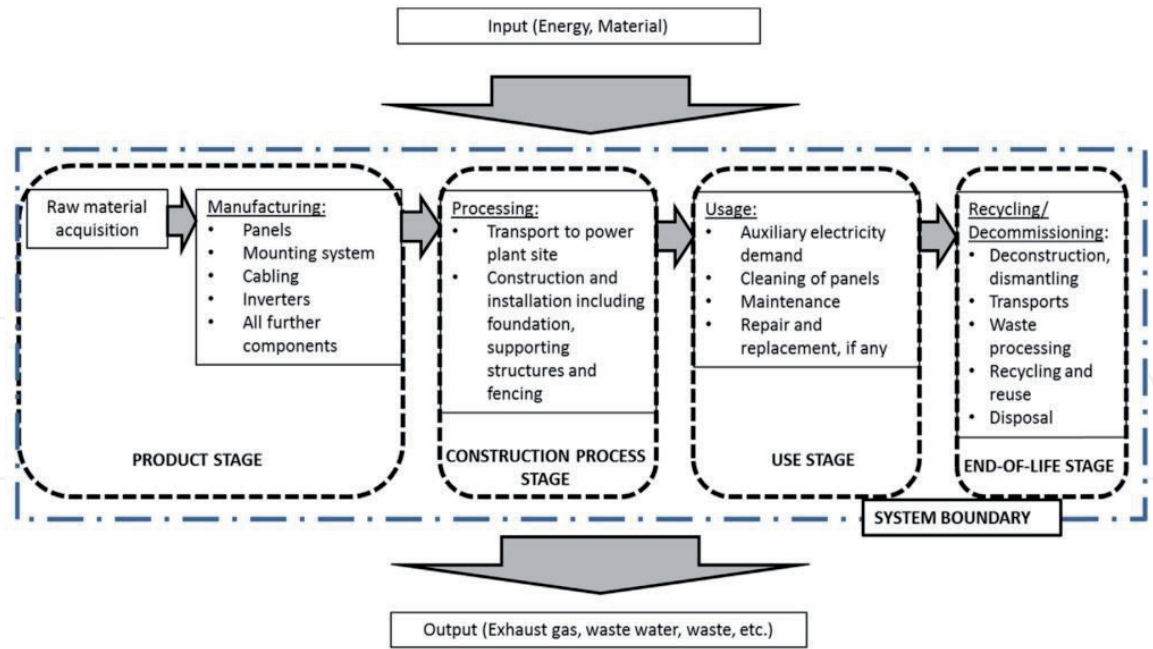 Input (Energy, Material)
Raw material
acquisition
Manufacturing:
• Panels
• Mounting system
• Cabling
• Inverters
• All further
components
PRODUCT STAGE
Processing:
• Transport to power
plant site
• Construction and
installation including
foundation,
supporting
structures and
fencing
CONSTRUCTION PROCESS
STAGE
Usage:
• Auxiliary electricity
demand
• Cleaning of panels
• Maintenance
• Repair and
replacement, if any
USE STAGE
Recycling/
Decommissioning:
• Deconstruction,
dismantling
• Transports
• Waste
processing
• Recycling and
reuse
• Disposal
END-OF-LIFE STAGE
SYSTEM BOUNDARY
Output (Exhaust gas, waste water, waste, etc.)